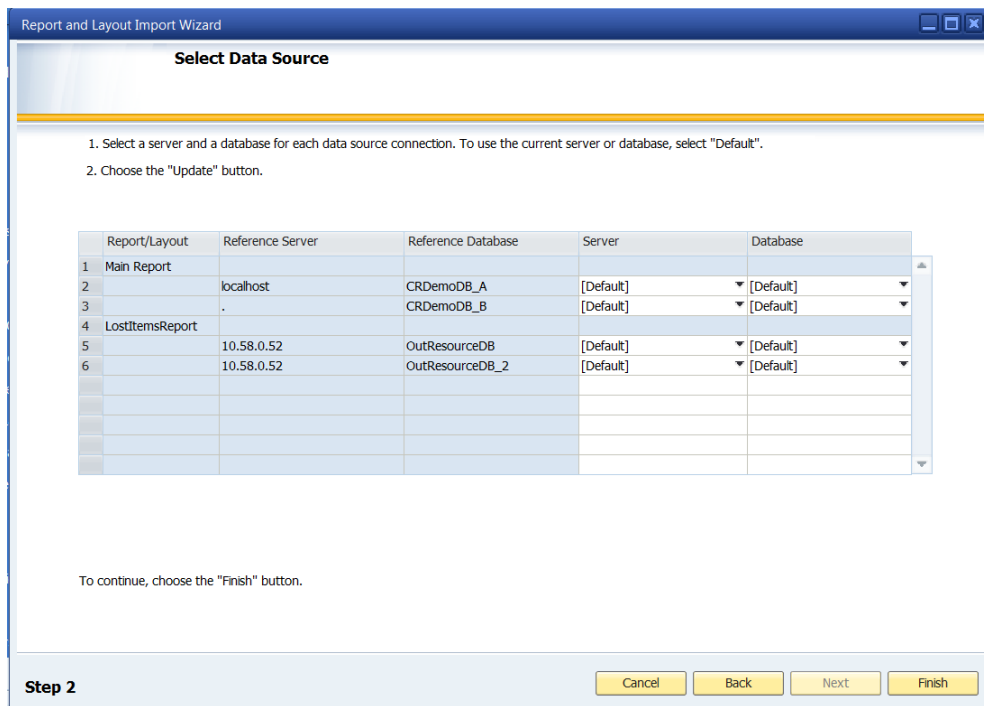 Report and Layout Import Wizard
Select Data Source
1. Select a server and a database for each data source connection. To use the current server or database, select "Default".
2. Choose the "Update" button.
Report/Layout Reference Server Reference Database Server Database
1 Main Report
2 localhost CRDemoDB_A [Default] [Default]
3 . CRDemoDB_B [Default] [Default]
4 LostItemsReport
5 10.58.0.52 OutResourceDB [Default] [Default]
6 10.58.0.52 OutResourceDB_2 [Default] [Default]
To continue, choose the "Finish" button.
Step 2 Cancel Back Next Finish